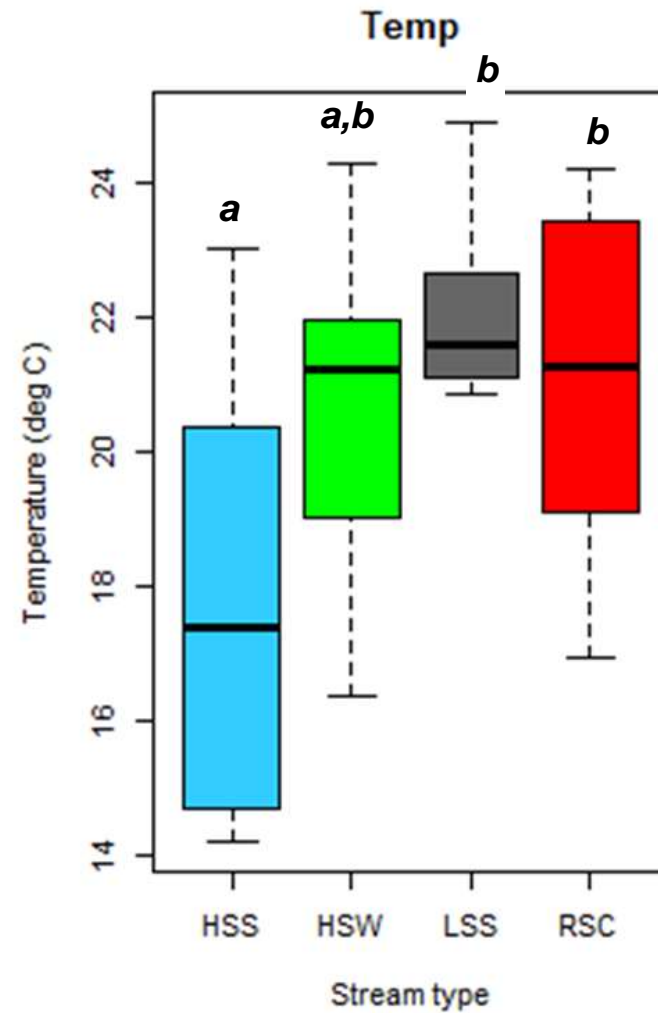 Temp
b
a,b
b
a
24
22
20
18
16
14
Temperature (deg C)
HSS HSW LSS RSC
Stream type